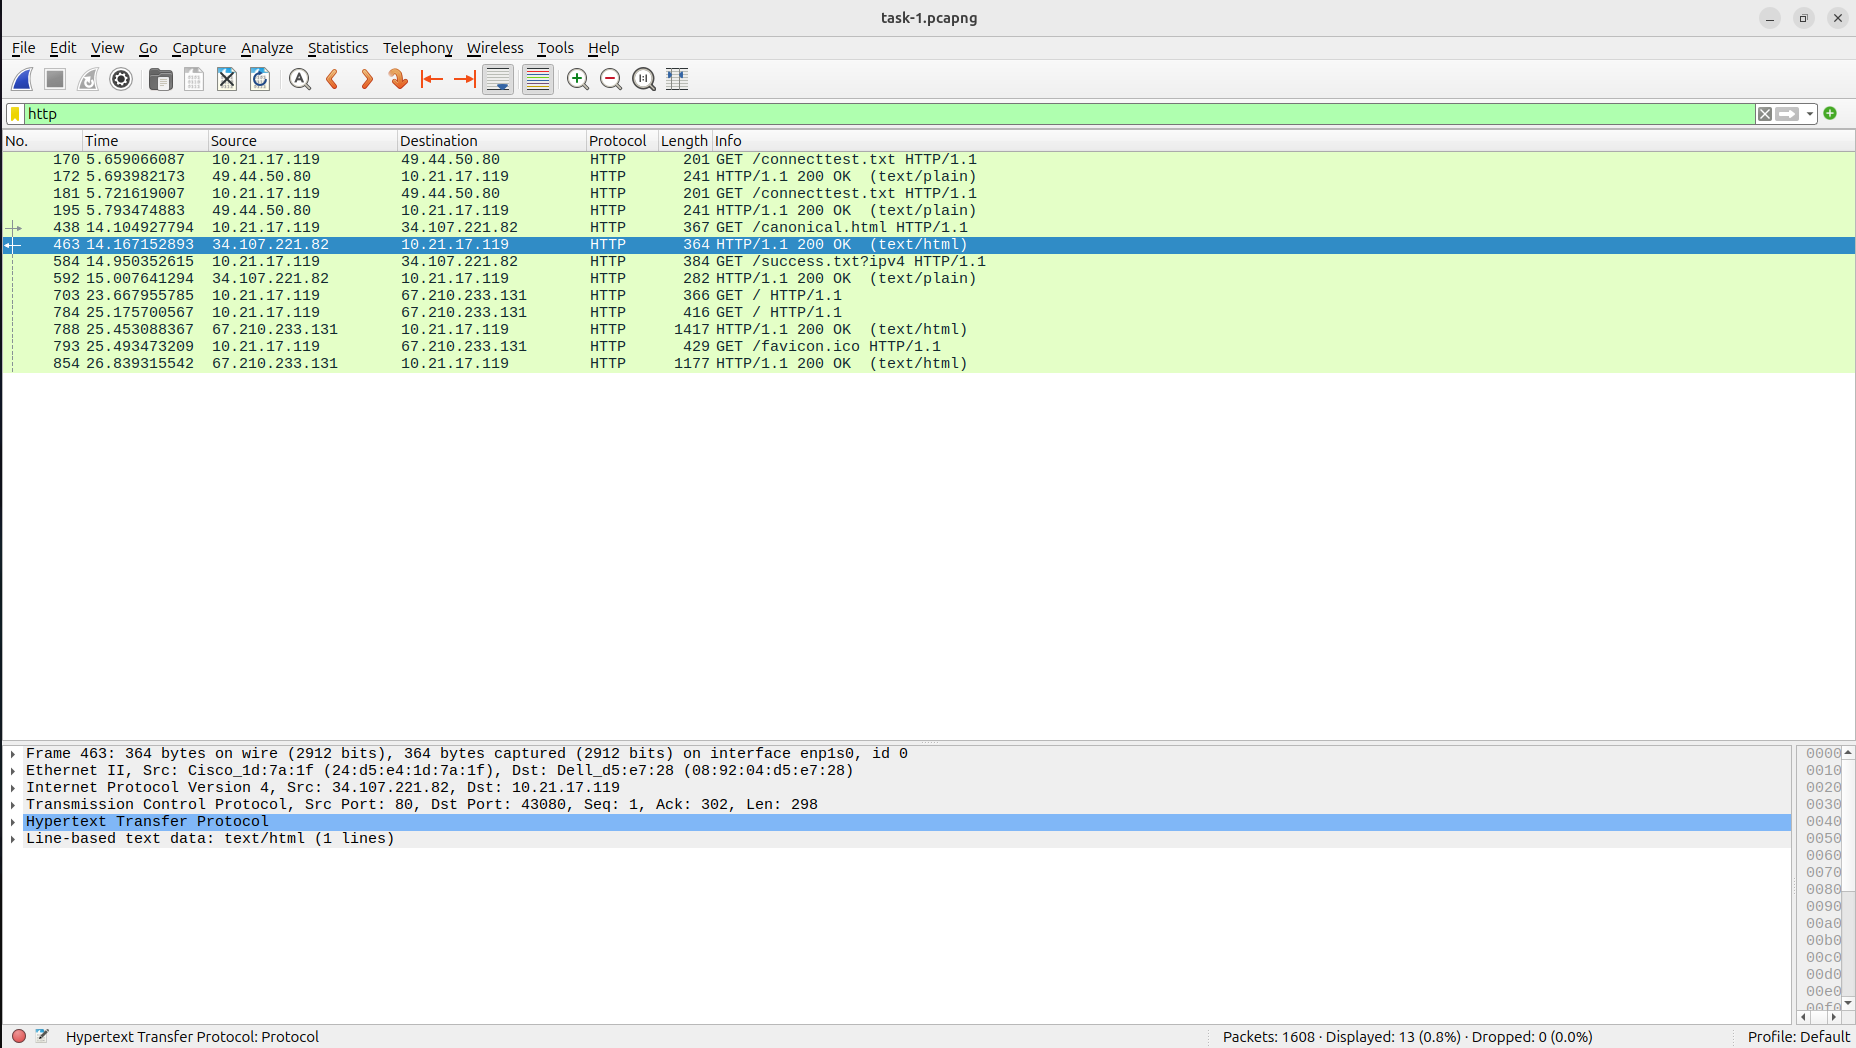 task-1.pcapng
File Edit View Go Capture Analyze Statistics Telephony Wireless Tools Help
http
No. Time Source Destination Protocol Length Info
170 5.659066087 10.21.17.119 49.44.50.80 HTTP 201 GET /connecttest.txt HTTP/1.1
172 5.693982173 49.44.50.80 10.21.17.119 HTTP 241 HTTP/1.1 200 OK (text/plain)
181 5.721619007 10.21.17.119 49.44.50.80 HTTP 201 GET /connecttest.txt HTTP/1.1
195 5.793474883 49.44.50.80 10.21.17.119 HTTP 241 HTTP/1.1 200 OK (text/plain)
438 14.104927794 10.21.17.119 34.107.221.82 HTTP 367 GET /canonical.html HTTP/1.1
463 14.167152893 34.107.221.82 10.21.17.119 HTTP 364 HTTP/1.1 200 OK (text/html)
584 14.950352615 10.21.17.119 34.107.221.82 HTTP 384 GET /success.txt?ipv4 HTTP/1.1
592 15.007641294 34.107.221.82 10.21.17.119 HTTP 282 HTTP/1.1 200 OK (text/plain)
703 23.667955785 10.21.17.119 67.210.233.131 HTTP 366 GET / HTTP/1.1
784 25.175700567 10.21.17.119 67.210.233.131 HTTP 416 GET / HTTP/1.1
788 25.453088367 67.210.233.131 10.21.17.119 HTTP 1417 HTTP/1.1 200 OK (text/html)
793 25.493473209 10.21.17.119 67.210.233.131 HTTP 429 GET /favicon.ico HTTP/1.1
854 26.839315542 67.210.233.131 10.21.17.119 HTTP 1177 HTTP/1.1 200 OK (text/html)
Frame 463: 364 bytes on wire (2912 bits), 364 bytes captured (2912 bits) on interface enp1s0, id 0
Ethernet II, Src: Cisco_1d:7a:1f (24:d5:e4:1d:7a:1f), Dst: Dell_d5:e7:28 (08:92:04:d5:e7:28)
Internet Protocol Version 4, Src: 34.107.221.82, Dst: 10.21.17.119
Transmission Control Protocol, Src Port: 80, Dst Port: 43080, Seq: 1, Ack: 302, Len: 298
Hypertext Transfer Protocol
Line-based text data: text/html (1 lines)
0000
0010
0020
0030
0040
0050
0060
0070
0080
0090
00a0
00b0
00c0
00d0
00e0
00f0
Hypertext Transfer Protocol: Protocol
Packets: 1608 · Displayed: 13 (0.8%) · Dropped: 0 (0.0%)
Profile: Default